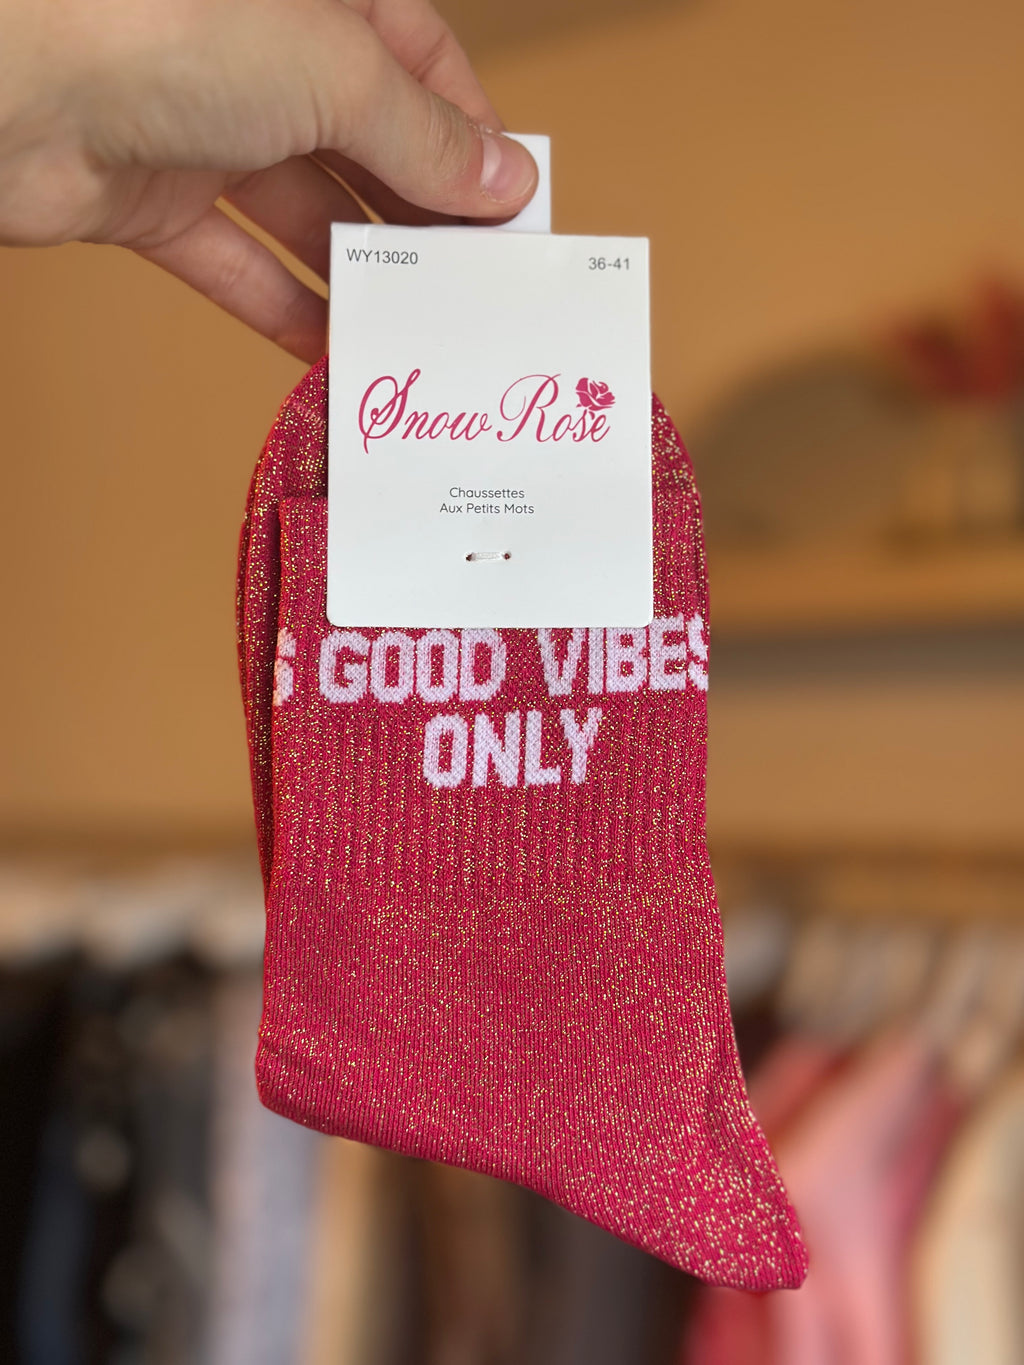 WY13020
36-41
Snow Rose
Chaussettes
Aux Petits Mots
S GOOD VIBES
ONLY